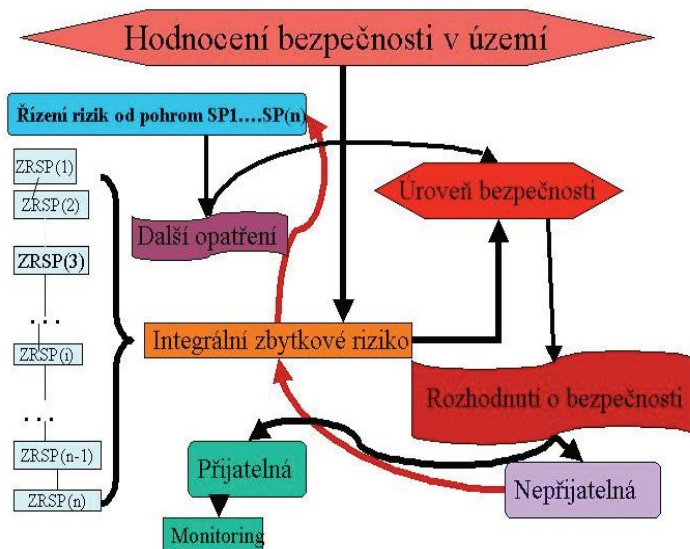 Hodnocení bezpečnosti v území
Řízení rizik od pohrom SP1....SP(n)
ZRSP(1)
ZRSP(2)
ZRSP(3)
...
ZRSP(i)
...
ZRSP(n-1)
ZRSP(n)
Další opatření
Úroveň bezpečnosti
Integrální zbytkové riziko
Rozhodnutí o bezpečnosti
Přijatelná
Nepřijatelná
Monitoring